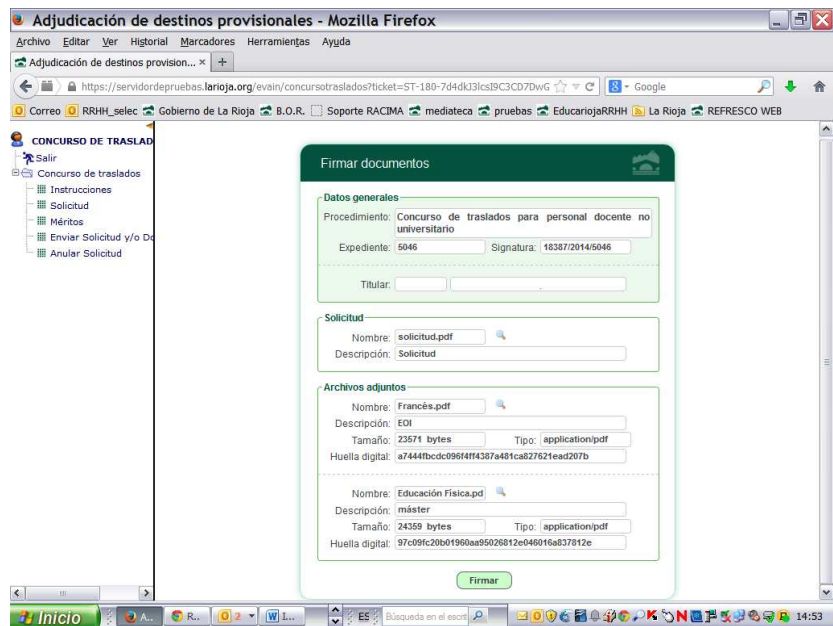 Adjudicación de destinos provisionales - Mozilla Firefox
Archivo Editar Ver Historial Marcadores Herramientas Ayuda
Adjudicación de destinos provision... × +
https://servidordepruebas.larioja.org/evain/concursotraslados?ticket=ST-180-7d4dkJ3lcsI9C3CD7DwG Google
Correo RRHH_selec Gobierno de La Rioja B.O.R. Soporte RACIMA mediateca pruebas EducariojaRRHH La Rioja REFRESCO WEB
CONCURSO DE TRASLAD
Salir
Concurso de traslados
Instrucciones
Solicitud
Méritos
Enviar Solicitud y/o Do
Anular Solicitud
Firmar documentos
Datos generales
Procedimiento: Concurso de traslados para personal docente no
universitario
Expediente: 5046 Signatura: 18387/2014/5046
Titular:
Solicitud
Nombre: solicitud.pdf
Descripción: Solicitud
Archivos adjuntos
Nombre: Francés.pdf
Descripción: EOI
Tamaño: 23571 bytes Tipo: application/pdf
Huella digital: a7444fbcdc096f4ff4387a481ca827621ead207b
Nombre: Educación Física.pd
Descripción: máster
Tamaño: 24359 bytes Tipo: application/pdf
Huella digital: 97c09fc20b01960aa95026812e046016a837812e
Firmar
Inicio A... R... 2 I... ES Búsqueda en el escrit 14:53